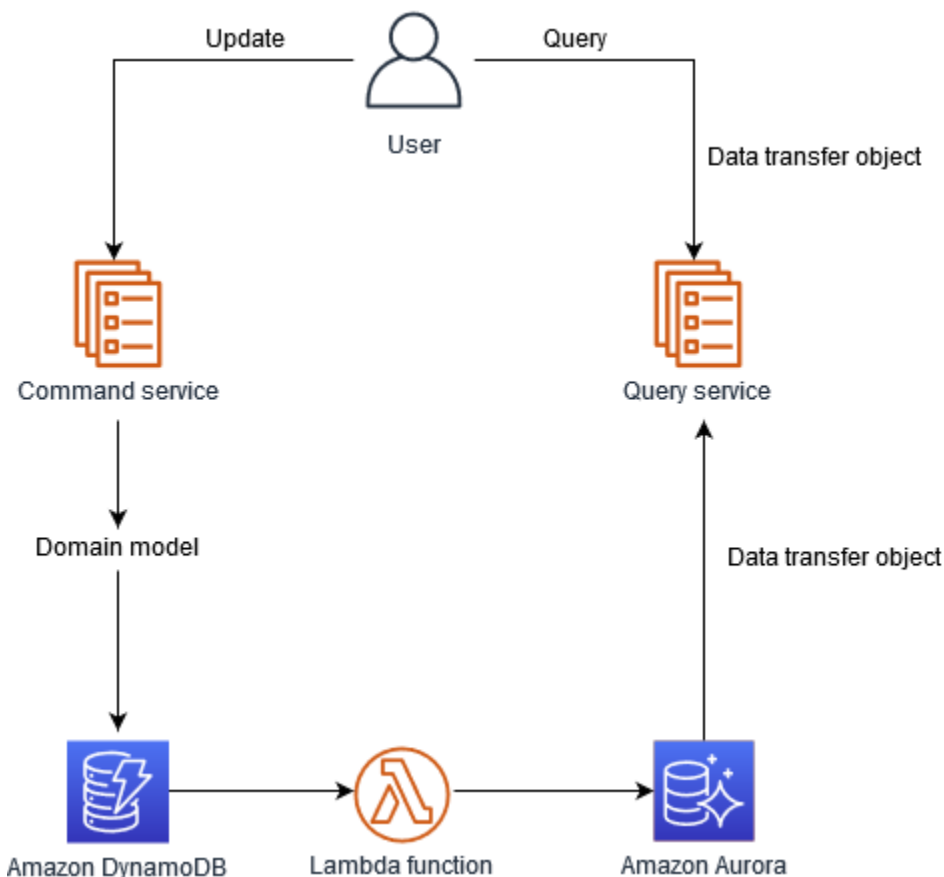 Update
Query
User
Data transfer object
Command service
Query service
Domain model
Data transfer object
Amazon DynamoDB
Lambda function
Amazon Aurora